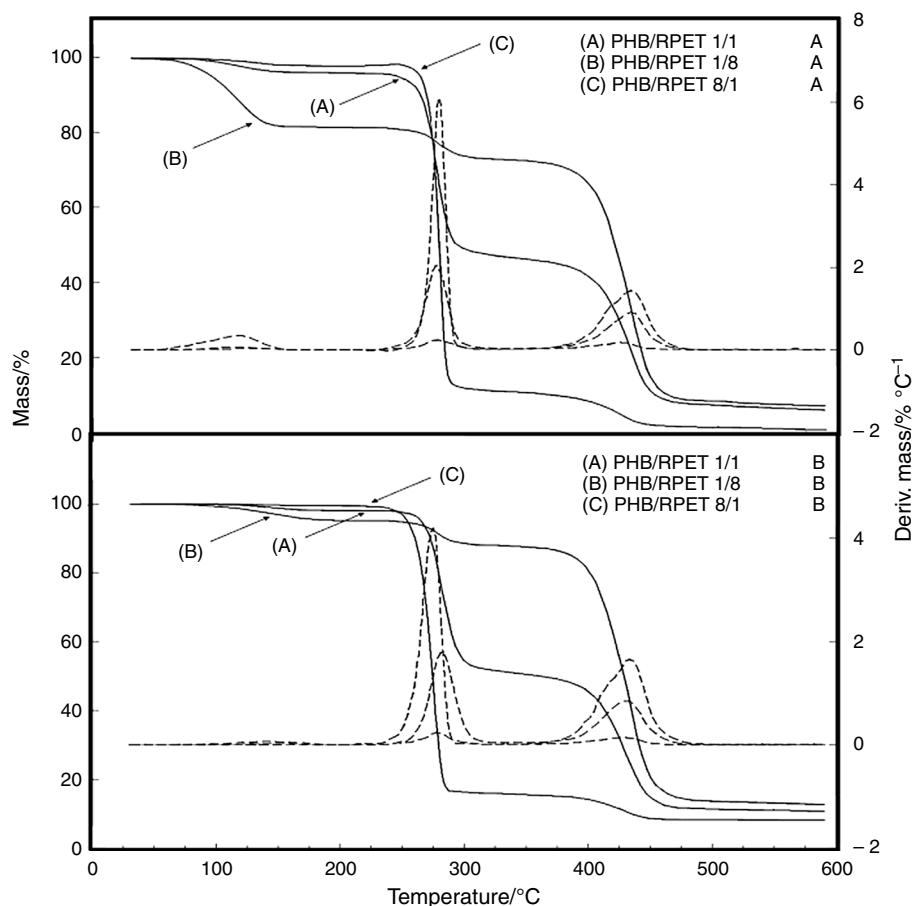 (A) PHB/RPET 1/1 A
(B) PHB/RPET 1/8 A
(C) PHB/RPET 8/1 A
(C)
(A)
(B)
100
80
60
40
20
0
8
6
4
2
0
−2
Mass/%
Deriv. mass/% °C⁻¹
(A) PHB/RPET 1/1 B
(B) PHB/RPET 1/8 B
(C) PHB/RPET 8/1 B
(C)
(B)
(A)
100
80
60
40
20
0
4
2
0
−2
0
100
200
300
400
500
600
Temperature/°C